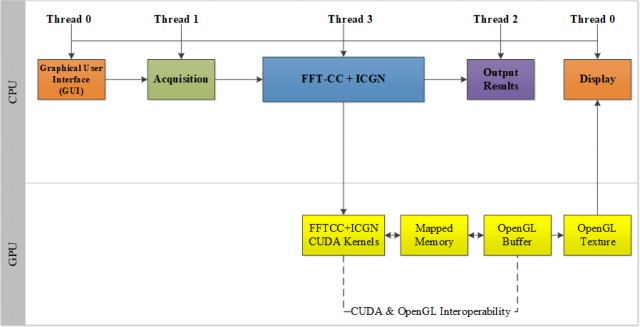 Thread 0
Thread 1
Thread 3
Thread 2
Thread 0
CPU
Graphical User
Interface
(GUI)
Acquisition
FFT-CC + ICGN
Output
Results
Display
GPU
FFTCC+ICGN
CUDA Kernels
Mapped
Memory
OpenGL
Buffer
OpenGL
Texture
CUDA & OpenGL Interoperability